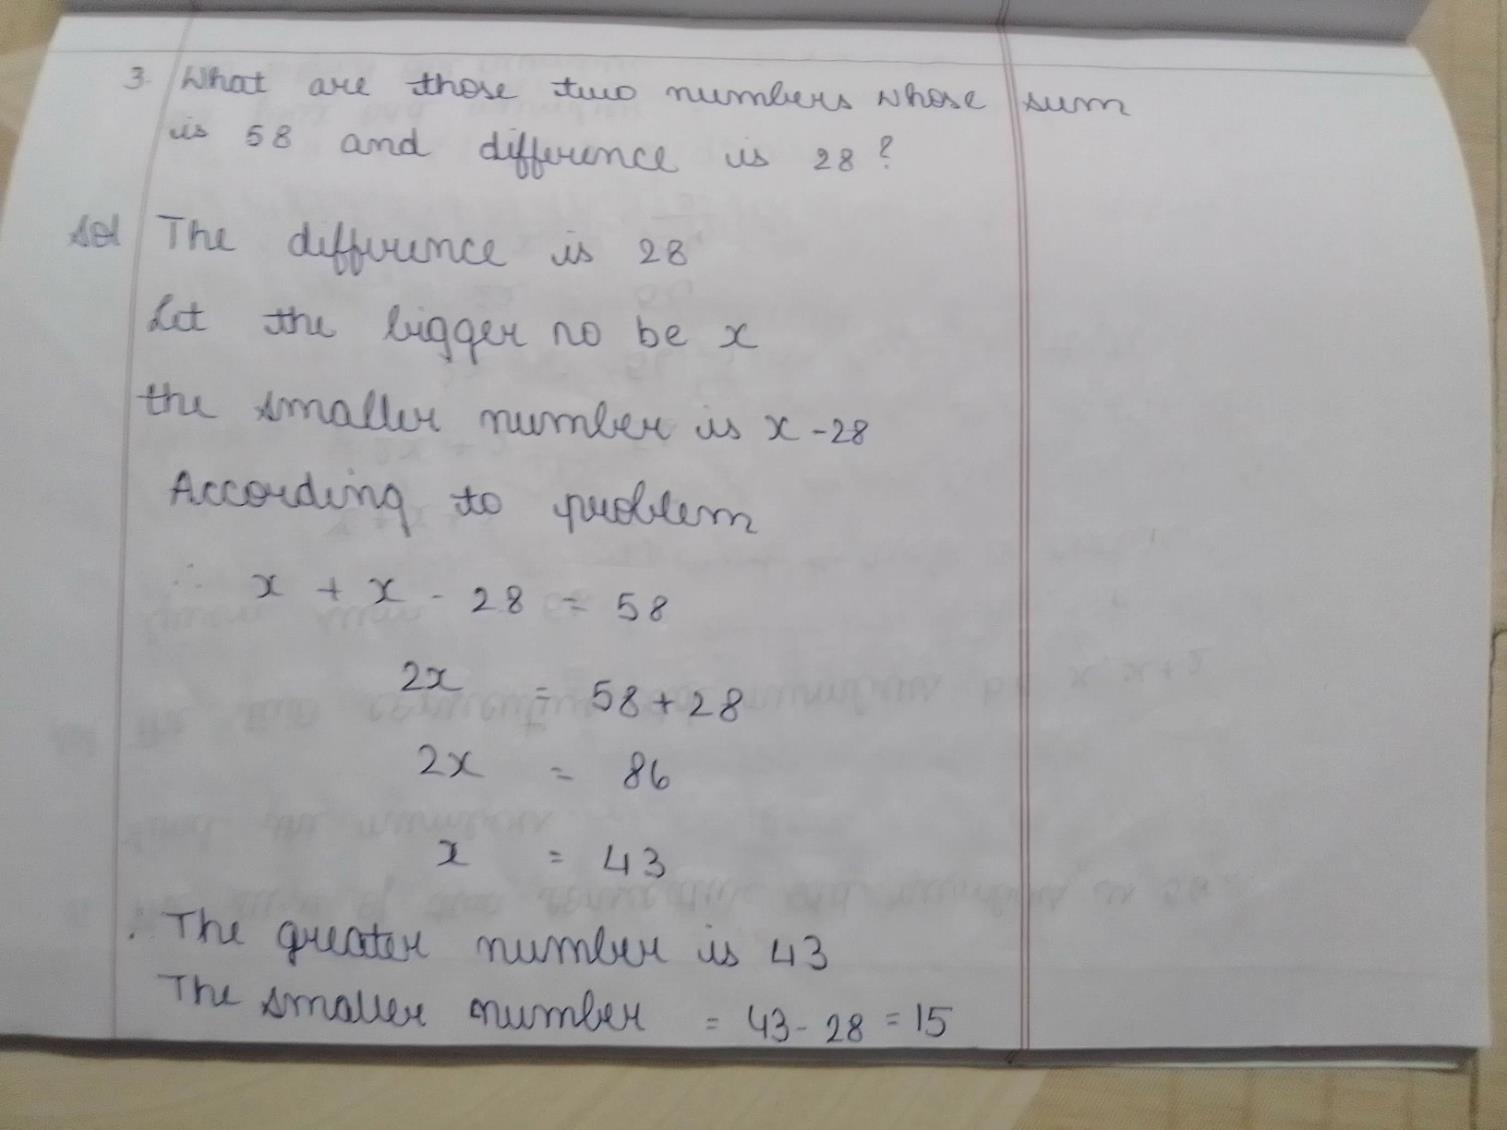 3. What are those two numbers whose sum
is 58 and difference is 28?
Sol The difference is 28
Let the bigger no be x
the smaller number is x - 28
According to problem
∴ x + x - 28 = 58
2x = 58 + 28
2x = 86
x = 43
∴ The greater number is 43
The smaller number = 43 - 28 = 15